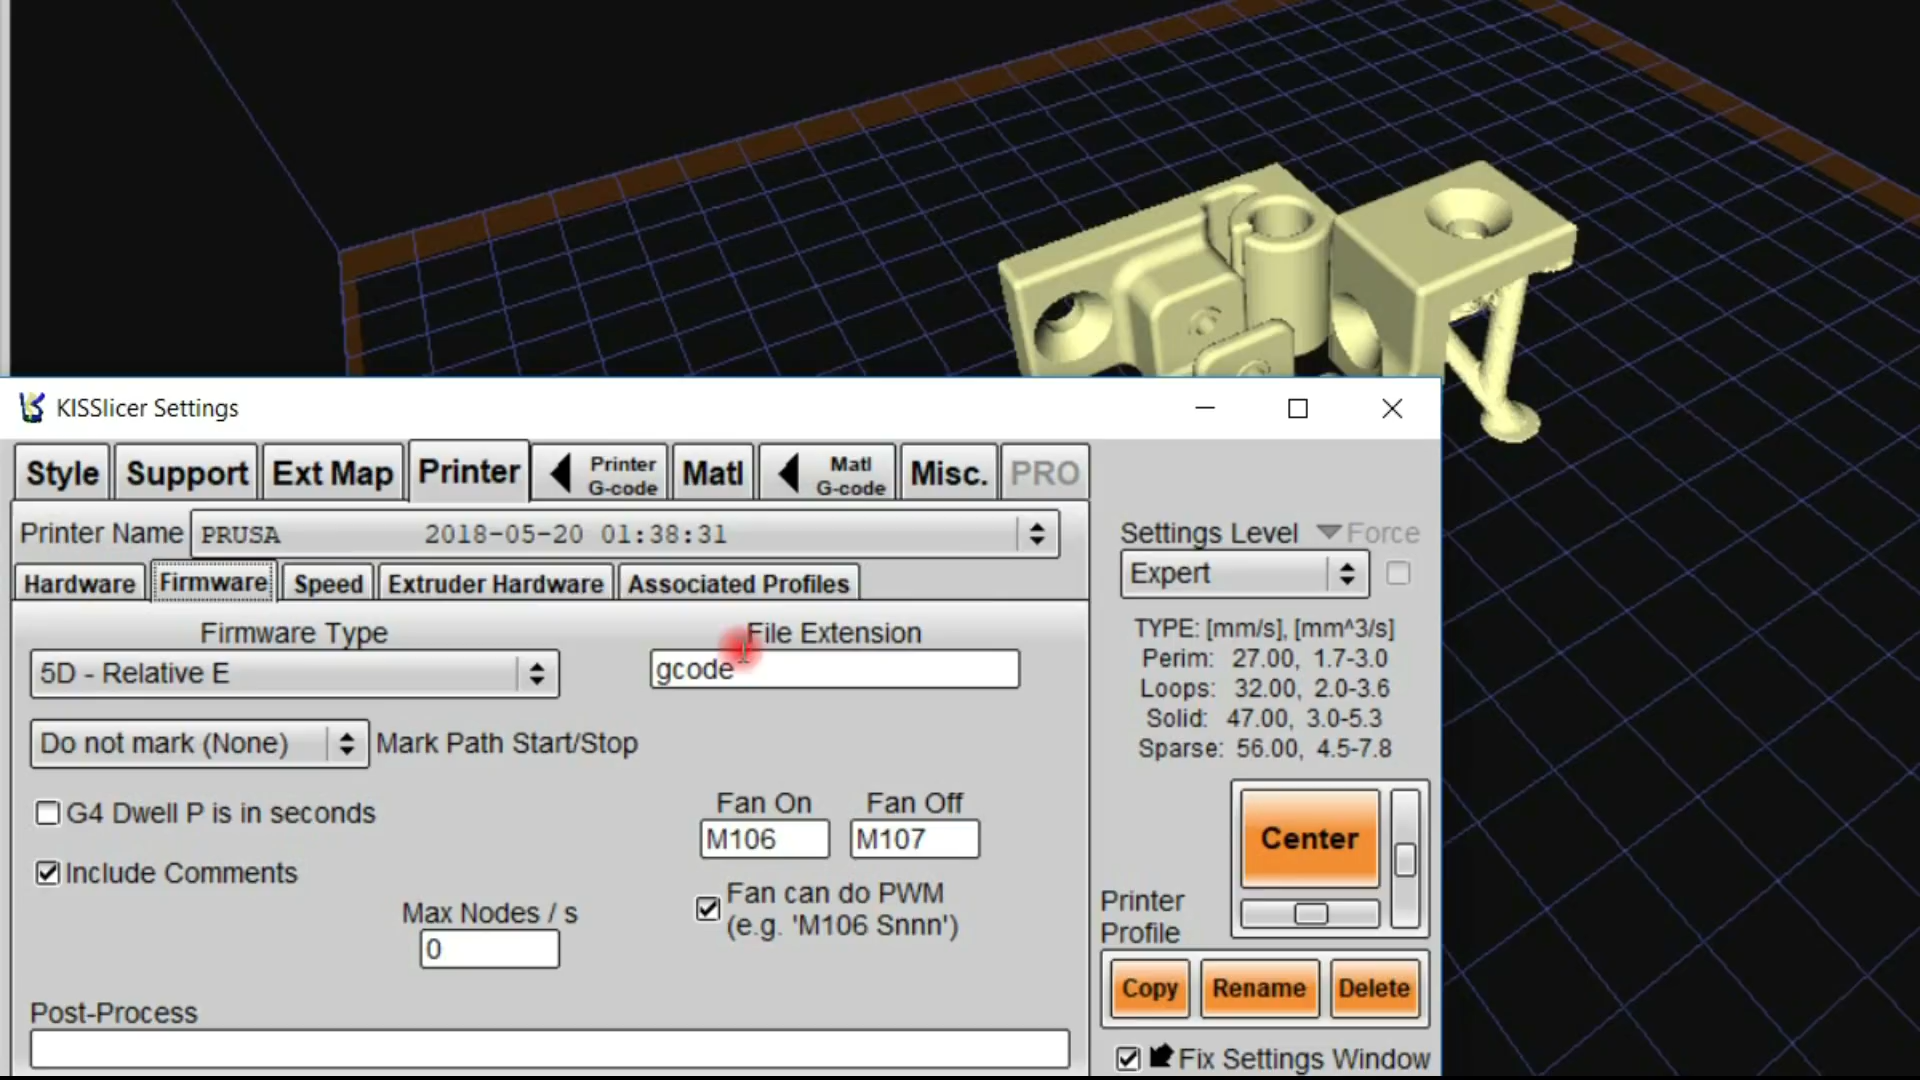 KISSlicer Settings
Style Support Ext Map Printer Printer G-code Matl Matl G-code Misc. PRO
Printer Name PRUSA 2018-05-20 01:38:31
Hardware Firmware Speed Extruder Hardware Associated Profiles
Firmware Type
5D - Relative E
File Extension
gcode
Do not mark (None) Mark Path Start/Stop
G4 Dwell P is in seconds
Include Comments
Max Nodes / s
0
Fan On Fan Off
M106 M107
Fan can do PWM
(e.g. 'M106 Snnn')
Post-Process
Settings Level Force
Expert
TYPE: [mm/s], [mm^3/s]
Perim: 27.00, 1.7-3.0
Loops: 32.00, 2.0-3.6
Solid: 47.00, 3.0-5.3
Sparse: 56.00, 4.5-7.8
Center
Printer
Profile
Copy Rename Delete
Fix Settings Window